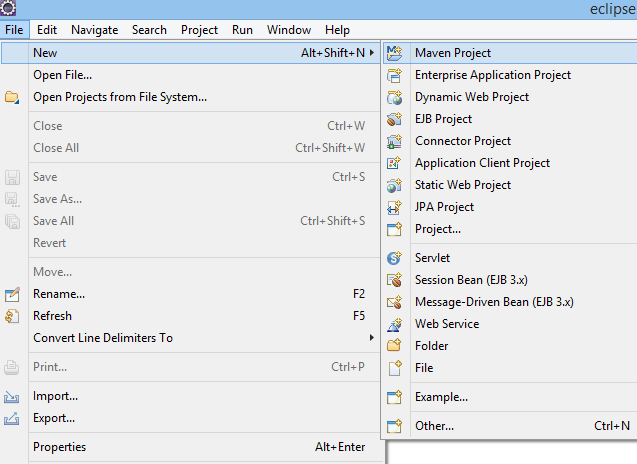 eclipse
File Edit Navigate Search Project Run Window Help
New Alt+Shift+N
Open File...
Open Projects from File System...
Close Ctrl+W
Close All Ctrl+Shift+W
Save Ctrl+S
Save As...
Save All Ctrl+Shift+S
Revert
Move...
Rename... F2
Refresh F5
Convert Line Delimiters To
Print... Ctrl+P
Import...
Export...
Properties Alt+Enter
Maven Project
Enterprise Application Project
Dynamic Web Project
EJB Project
Connector Project
Application Client Project
Static Web Project
JPA Project
Project...
Servlet
Session Bean (EJB 3.x)
Message-Driven Bean (EJB 3.x)
Web Service
Folder
File
Example...
Other... Ctrl+N